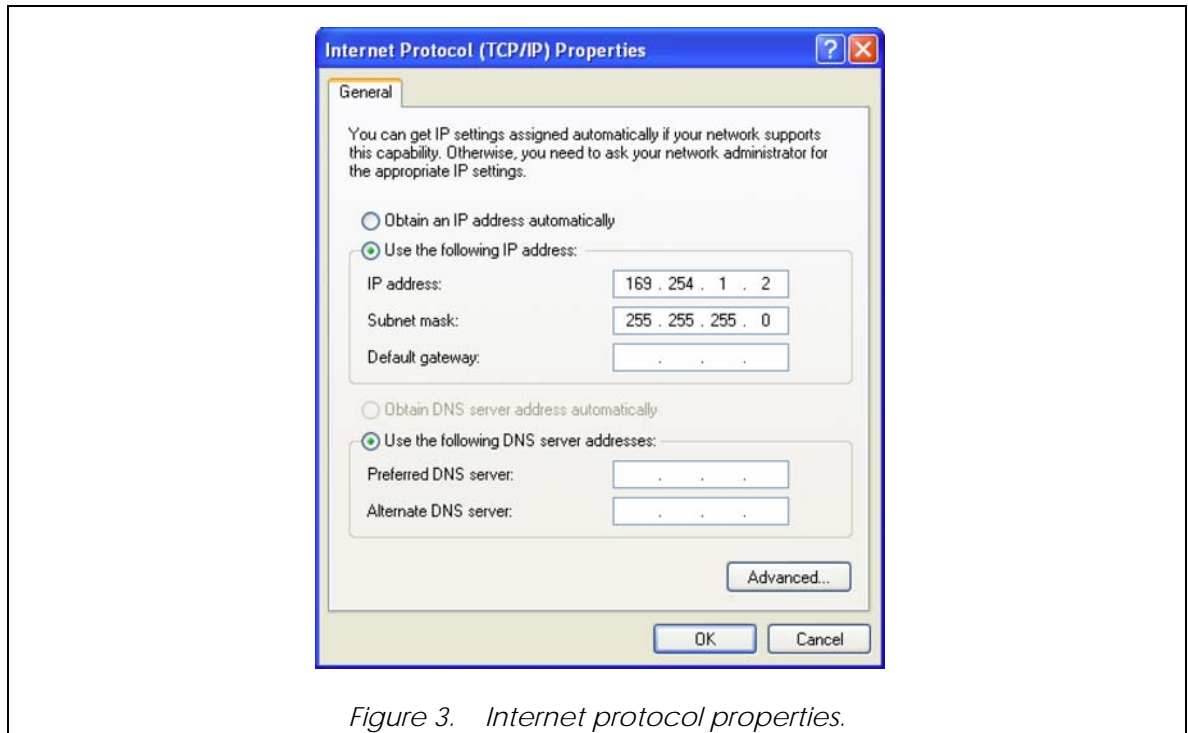 Internet Protocol (TCP/IP) Properties
General
You can get IP settings assigned automatically if your network supports
this capability. Otherwise, you need to ask your network administrator for
the appropriate IP settings.
Obtain an IP address automatically
Use the following IP address:
IP address: 169 . 254 . 1 . 2
Subnet mask: 255 . 255 . 255 . 0
Default gateway: . . .
Obtain DNS server address automatically
Use the following DNS server addresses:
Preferred DNS server: . . .
Alternate DNS server: . . .
Advanced...
OK Cancel
Figure 3. Internet protocol properties.